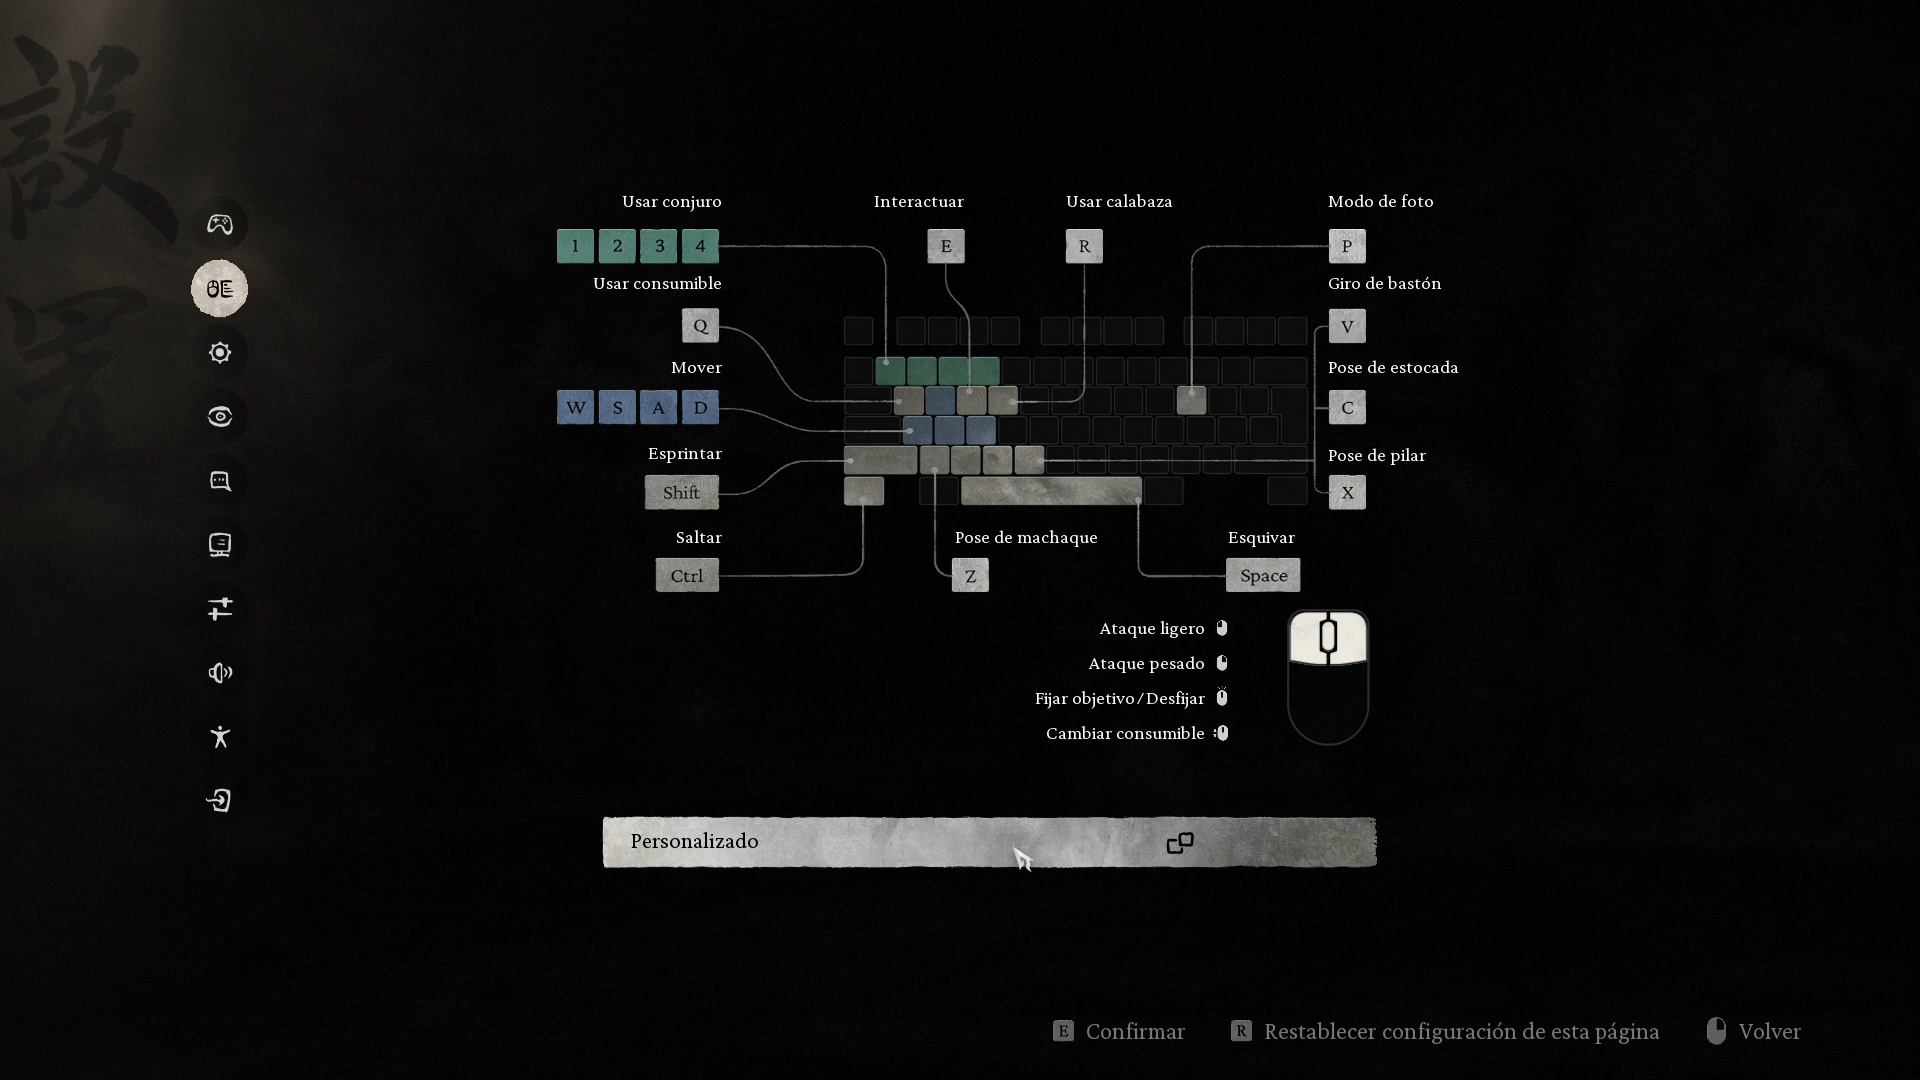 設置
Usar conjuro
1 2 3 4
Interactuar
E
Usar calabaza
R
Modo de foto
P
Usar consumible
Q
Giro de bastón
V
Mover
W S A D
Pose de estocada
C
Esprintar
Shift
Pose de pilar
X
Saltar
Ctrl
Pose de machaque
Z
Esquivar
Space
Ataque ligero
Ataque pesado
Fijar objetivo/Desfijar
Cambiar consumible
Personalizado
E Confirmar
R Restablecer configuración de esta página
Volver